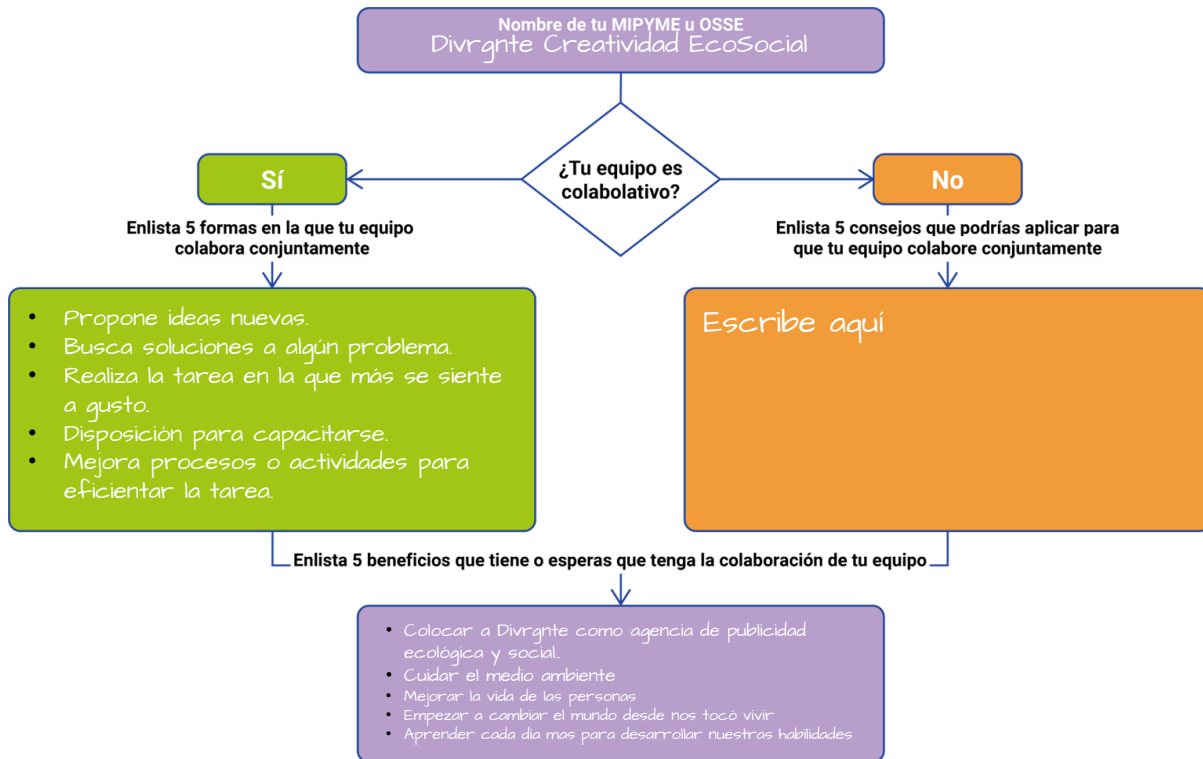 Nombre de tu MIPYME u OSSE
Divrgnte Creatividad EcoSocial
¿Tu equipo es
colabolativo?
Sí
No
Enlista 5 formas en la que tu equipo
colabora conjuntamente
Enlista 5 consejos que podrías aplicar para
que tu equipo colabore conjuntamente
• Propone ideas nuevas.
• Busca soluciones a algún problema.
• Realiza la tarea en la que más se siente
a gusto.
• Disposición para capacitarse.
• Mejora procesos o actividades para
eficientar la tarea.
Escribe aquí
Enlista 5 beneficios que tiene o esperas que tenga la colaboración de tu equipo
• Colocar a Divrgnte como agencia de publicidad
ecológica y social..
• Cuidar el medio ambiente
• Mejorar la vida de las personas
• Empezar a cambiar el mundo desde nos tocó vivir
• Aprender cada día mas para desarrollar nuestras habilidades